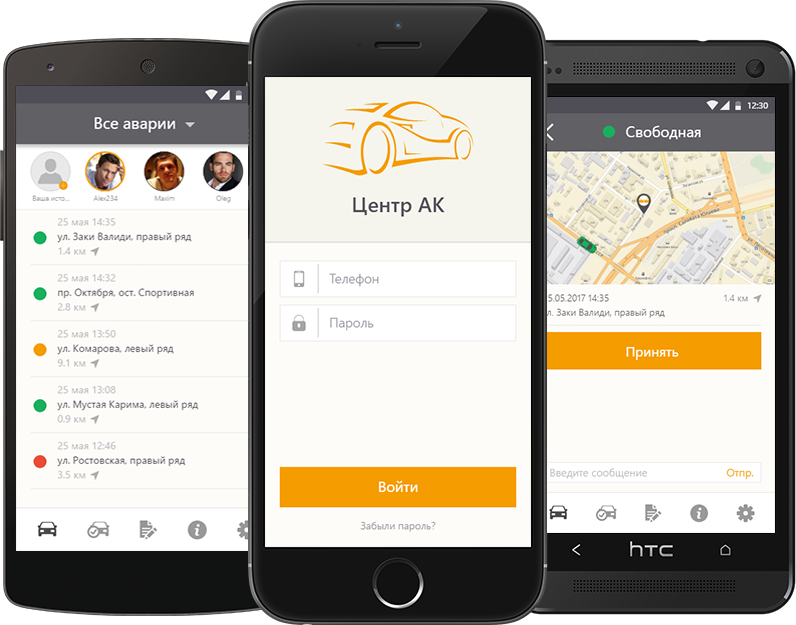 Все аварии
Ваша исто...
Alex234
Maxim
Oleg
25 мая 14:35
ул. Заки Валиди, правый ряд
1.4 км
25 мая 14:32
пр. Октября, ост. Спортивная
2.8 км
25 мая 13:50
ул. Комарова, левый ряд
9.1 км
25 мая 13:08
ул. Мустая Карима, левый ряд
0.9 км
25 мая 12:46
ул. Ростовская, правый ряд
3.5 км
Центр АК
Телефон
Пароль
Войти
Забыли пароль?
12:30
Свободная
5.05.2017 14:35
1.4 км
л. Заки Валиди, правый ряд
Принять
Введите сообщение
Отпр.
hTC